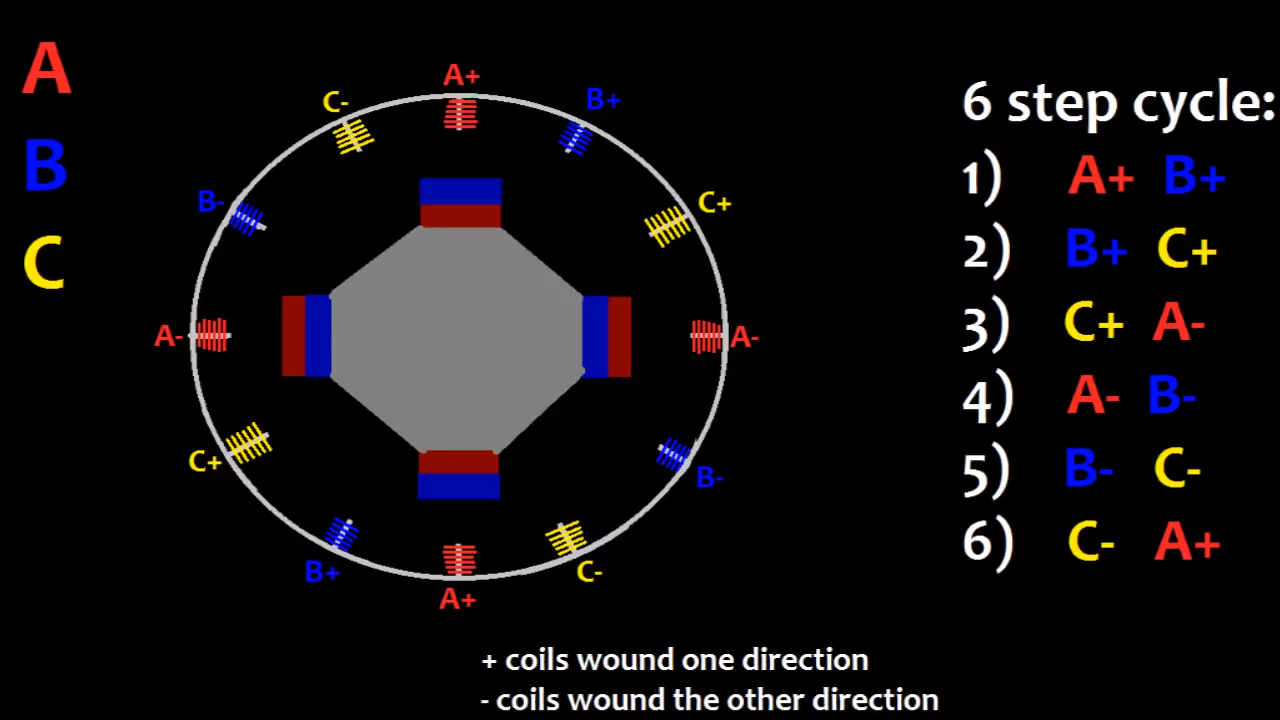 A
B
C
A+
B+
C+
A-
B-
C-
A+
B+
C+
A-
B-
C-
6 step cycle:
1) A+ B+
2) B+ C+
3) C+ A-
4) A- B-
5) B- C-
6) C- A+
+ coils wound one direction
- coils wound the other direction